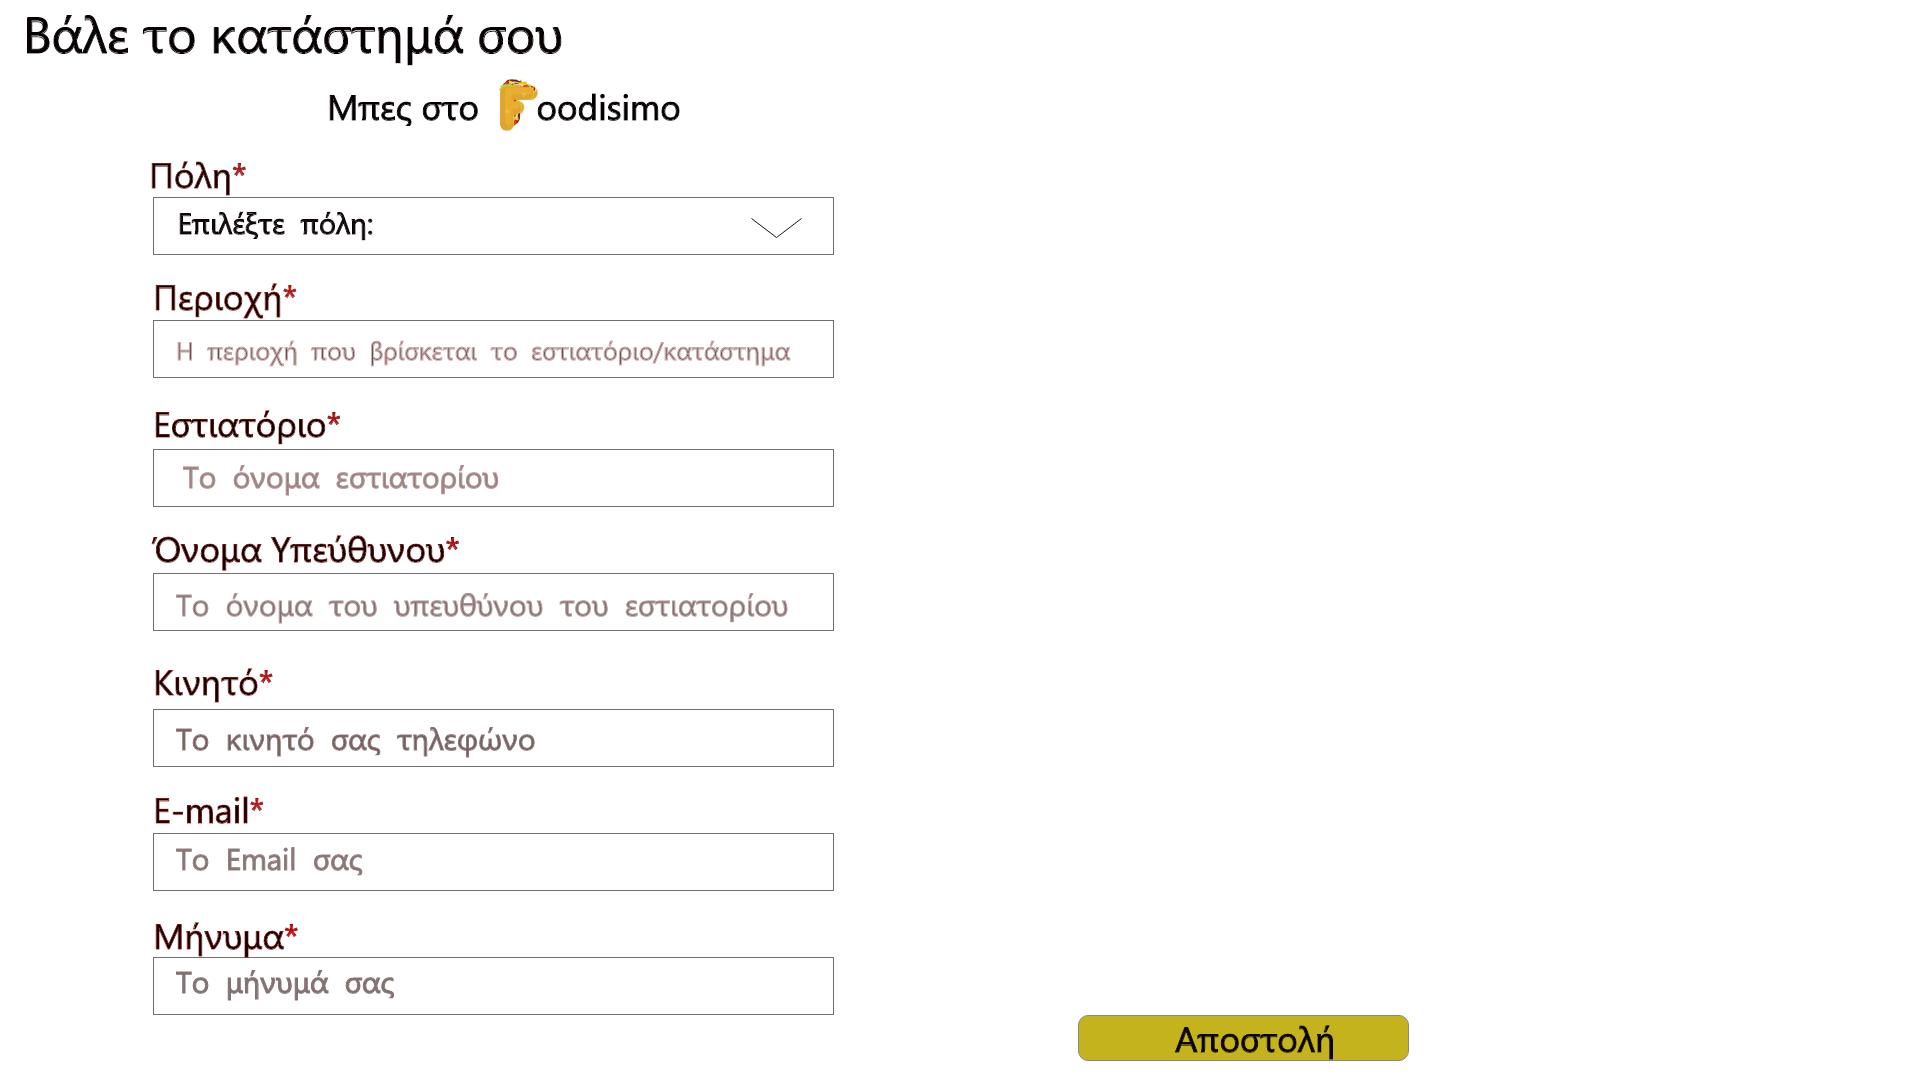 Βάλε το κατάστημά σου
Μπες στο Foodisimo
Πόλη*
Επιλέξτε πόλη:
Περιοχή*
Η περιοχή που βρίσκεται το εστιατόριο/κατάστημα
Εστιατόριο*
Το όνομα εστιατορίου
Όνομα Υπεύθυνου*
Το όνομα του υπευθύνου του εστιατορίου
Κινητό*
Το κινητό σας τηλεφώνο
E-mail*
Το Email σας
Μήνυμα*
Το μήνυμά σας
Αποστολή